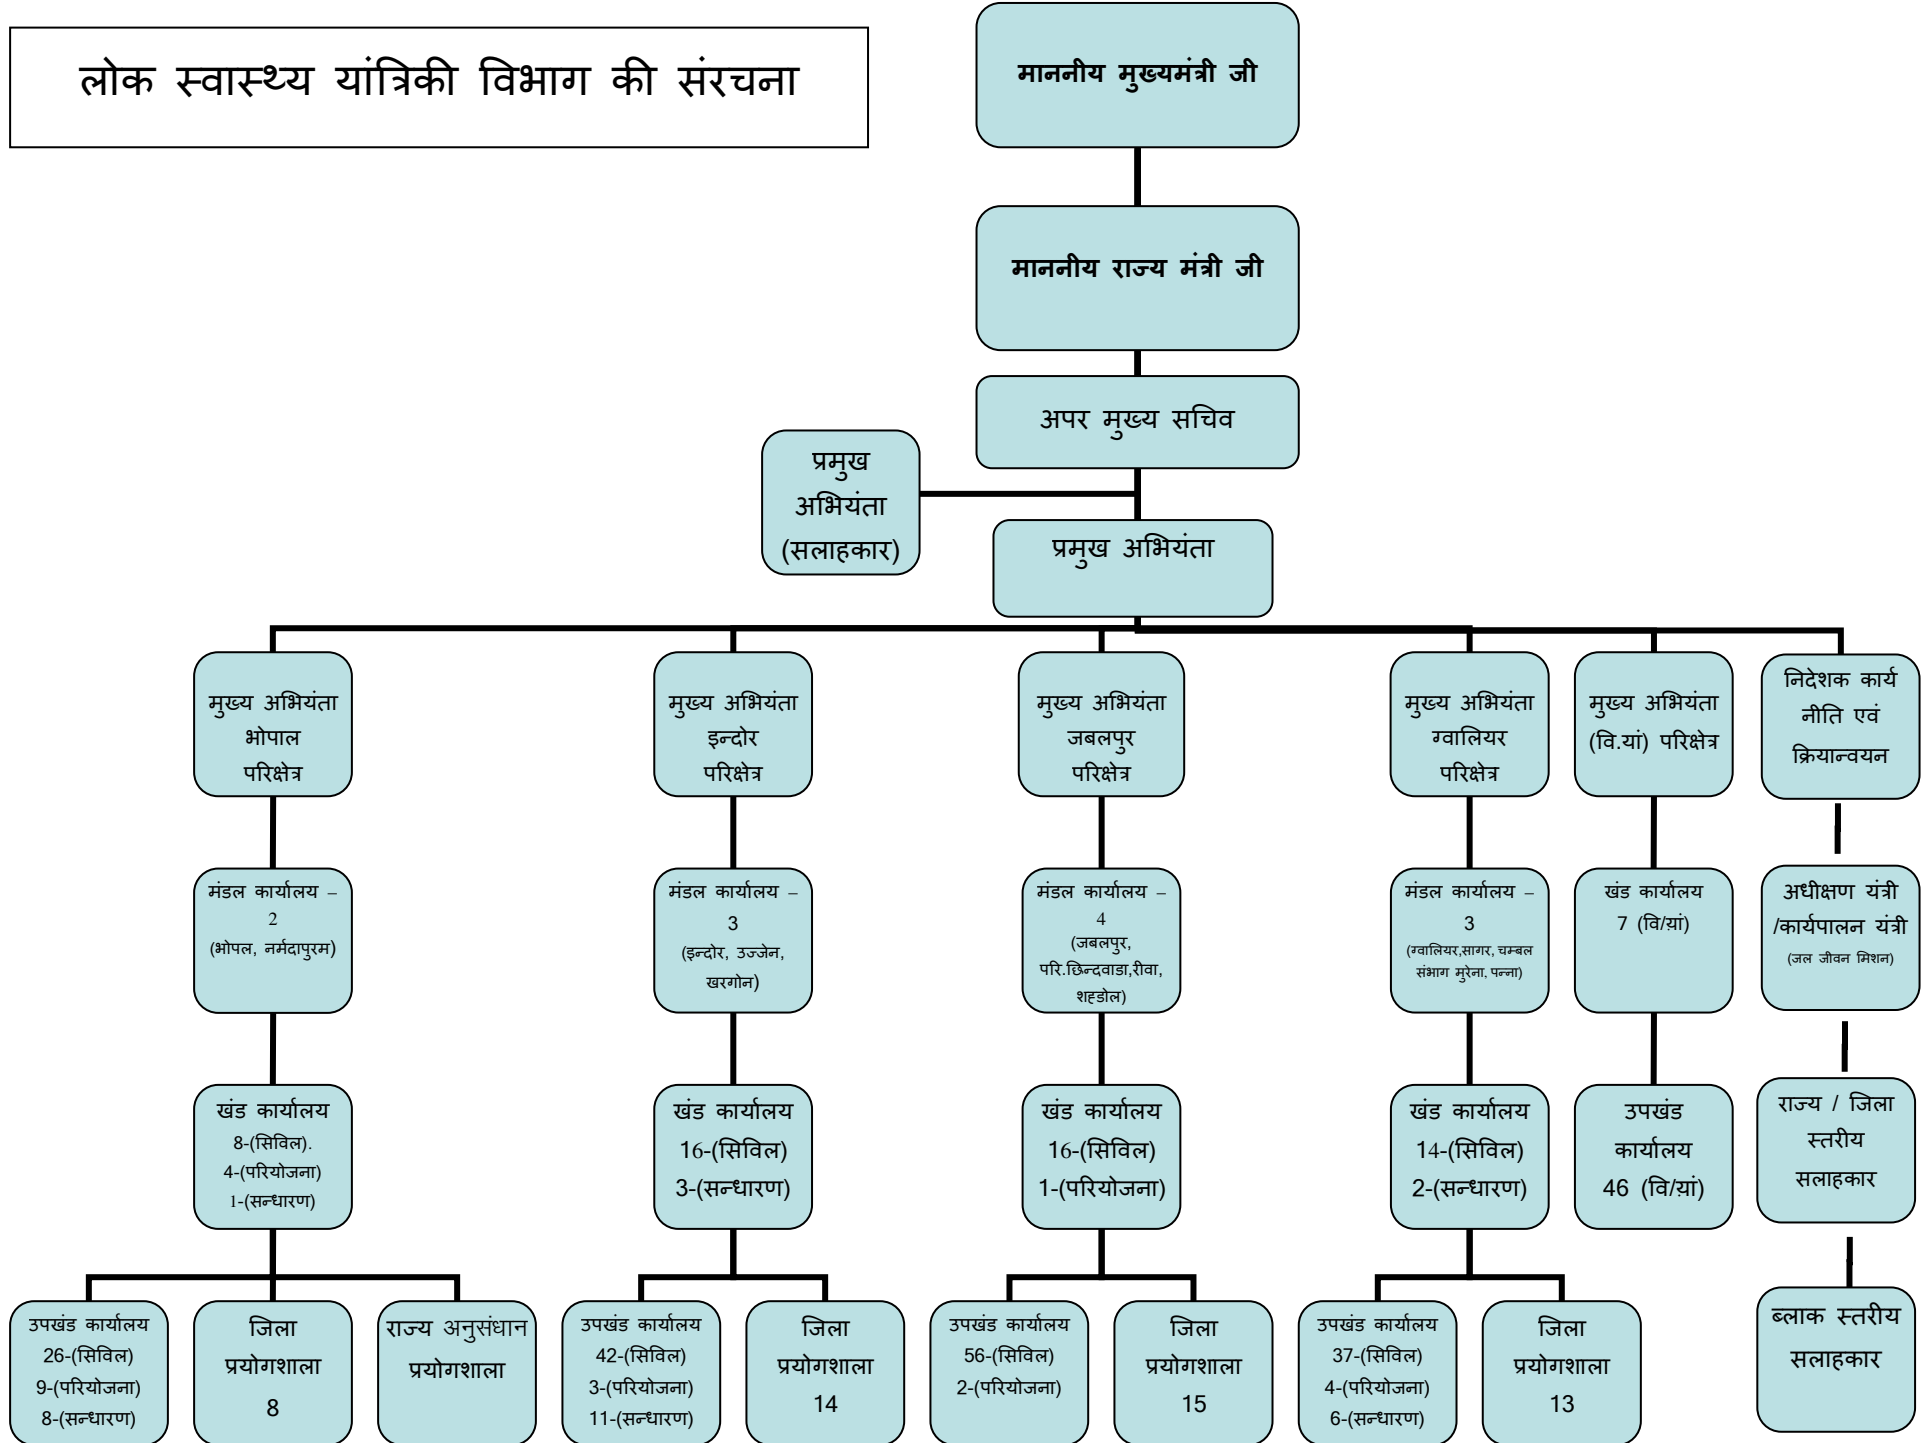 लोक स्वास्थ्य यांत्रिकी विभाग की संरचना
माननीय मुख्यमंत्री जी
माननीय राज्य मंत्री जी
अपर मुख्य सचिव
प्रमुख
अभियंता
(सलाहकार)
प्रमुख अभियंता
मुख्य अभियंता
भोपाल
परिक्षेत्र
मुख्य अभियंता
इन्दोर
परिक्षेत्र
मुख्य अभियंता
जबलपुर
परिक्षेत्र
मुख्य अभियंता
ग्वालियर
परिक्षेत्र
मुख्य अभियंता
(वि.यां) परिक्षेत्र
निदेशक कार्य
नीति एवं
क्रियान्वयन
मंडल कार्यालय –
2
(भोपल, नर्मदापुरम)
मंडल कार्यालय –
3
(इन्दोर, उज्जेन,
खरगोन)
मंडल कार्यालय –
4
(जबलपुर,
परि.छिन्दवाडा,रीवा,
शह्डोल)
मंडल कार्यालय –
3
(ग्वालियर,सागर, चम्बल
संभाग मुरेना, पन्ना)
खंड कार्यालय
7 (वि/य़ां)
अधीक्षण यंत्री
/कार्यपालन यंत्री
(जल जीवन मिशन)
खंड कार्यालय
8-(सिविल).
4-(परियोजना)
1-(सन्धारण)
खंड कार्यालय
16-(सिविल)
3-(सन्धारण)
खंड कार्यालय
16-(सिविल)
1-(परियोजना)
खंड कार्यालय
14-(सिविल)
2-(सन्धारण)
उपखंड
कार्यालय
46 (वि/य़ां)
राज्य / जिला
स्तरीय
सलाहकार
उपखंड कार्यालय
26-(सिविल)
9-(परियोजना)
8-(सन्धारण)
जिला
प्रयोगशाला
8
राज्य अनुसंधान
प्रयोगशाला
उपखंड कार्यालय
42-(सिविल)
3-(परियोजना)
11-(सन्धारण)
जिला
प्रयोगशाला
14
उपखंड कार्यालय
56-(सिविल)
2-(परियोजना)
जिला
प्रयोगशाला
15
उपखंड कार्यालय
37-(सिविल)
4-(परियोजना)
6-(सन्धारण)
जिला
प्रयोगशाला
13
ब्लाक स्तरीय
सलाहकार